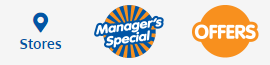 Stores
Manager's
Special
OFFERS